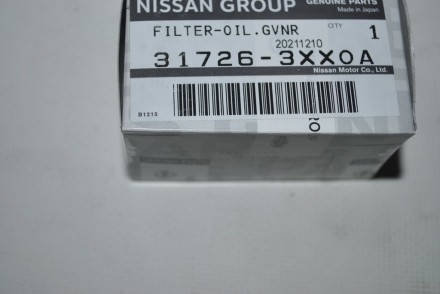 NISSAN GROUP
GENUINE PARTS
Made in Japan
FILTER-OIL.GVNR
QTY
1
20211210
31726-3XX0A
Nissan Motor Co., Ltd.
B1213